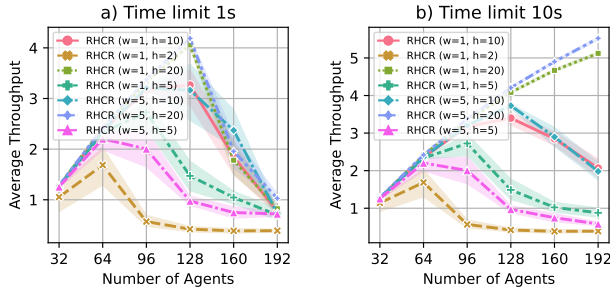 a) Time limit 1s
Average Throughput
4
3
2
1
RHCR (w=1, h=10)
RHCR (w=1, h=2)
RHCR (w=1, h=20)
RHCR (w=1, h=5)
RHCR (w=5, h=10)
RHCR (w=5, h=20)
RHCR (w=5, h=5)
32 64 96 128 160 192
Number of Agents
b) Time limit 10s
Average Throughput
5
4
3
2
1
RHCR (w=1, h=10)
RHCR (w=1, h=2)
RHCR (w=1, h=20)
RHCR (w=1, h=5)
RHCR (w=5, h=10)
RHCR (w=5, h=20)
RHCR (w=5, h=5)
32 64 96 128 160 192
Number of Agents